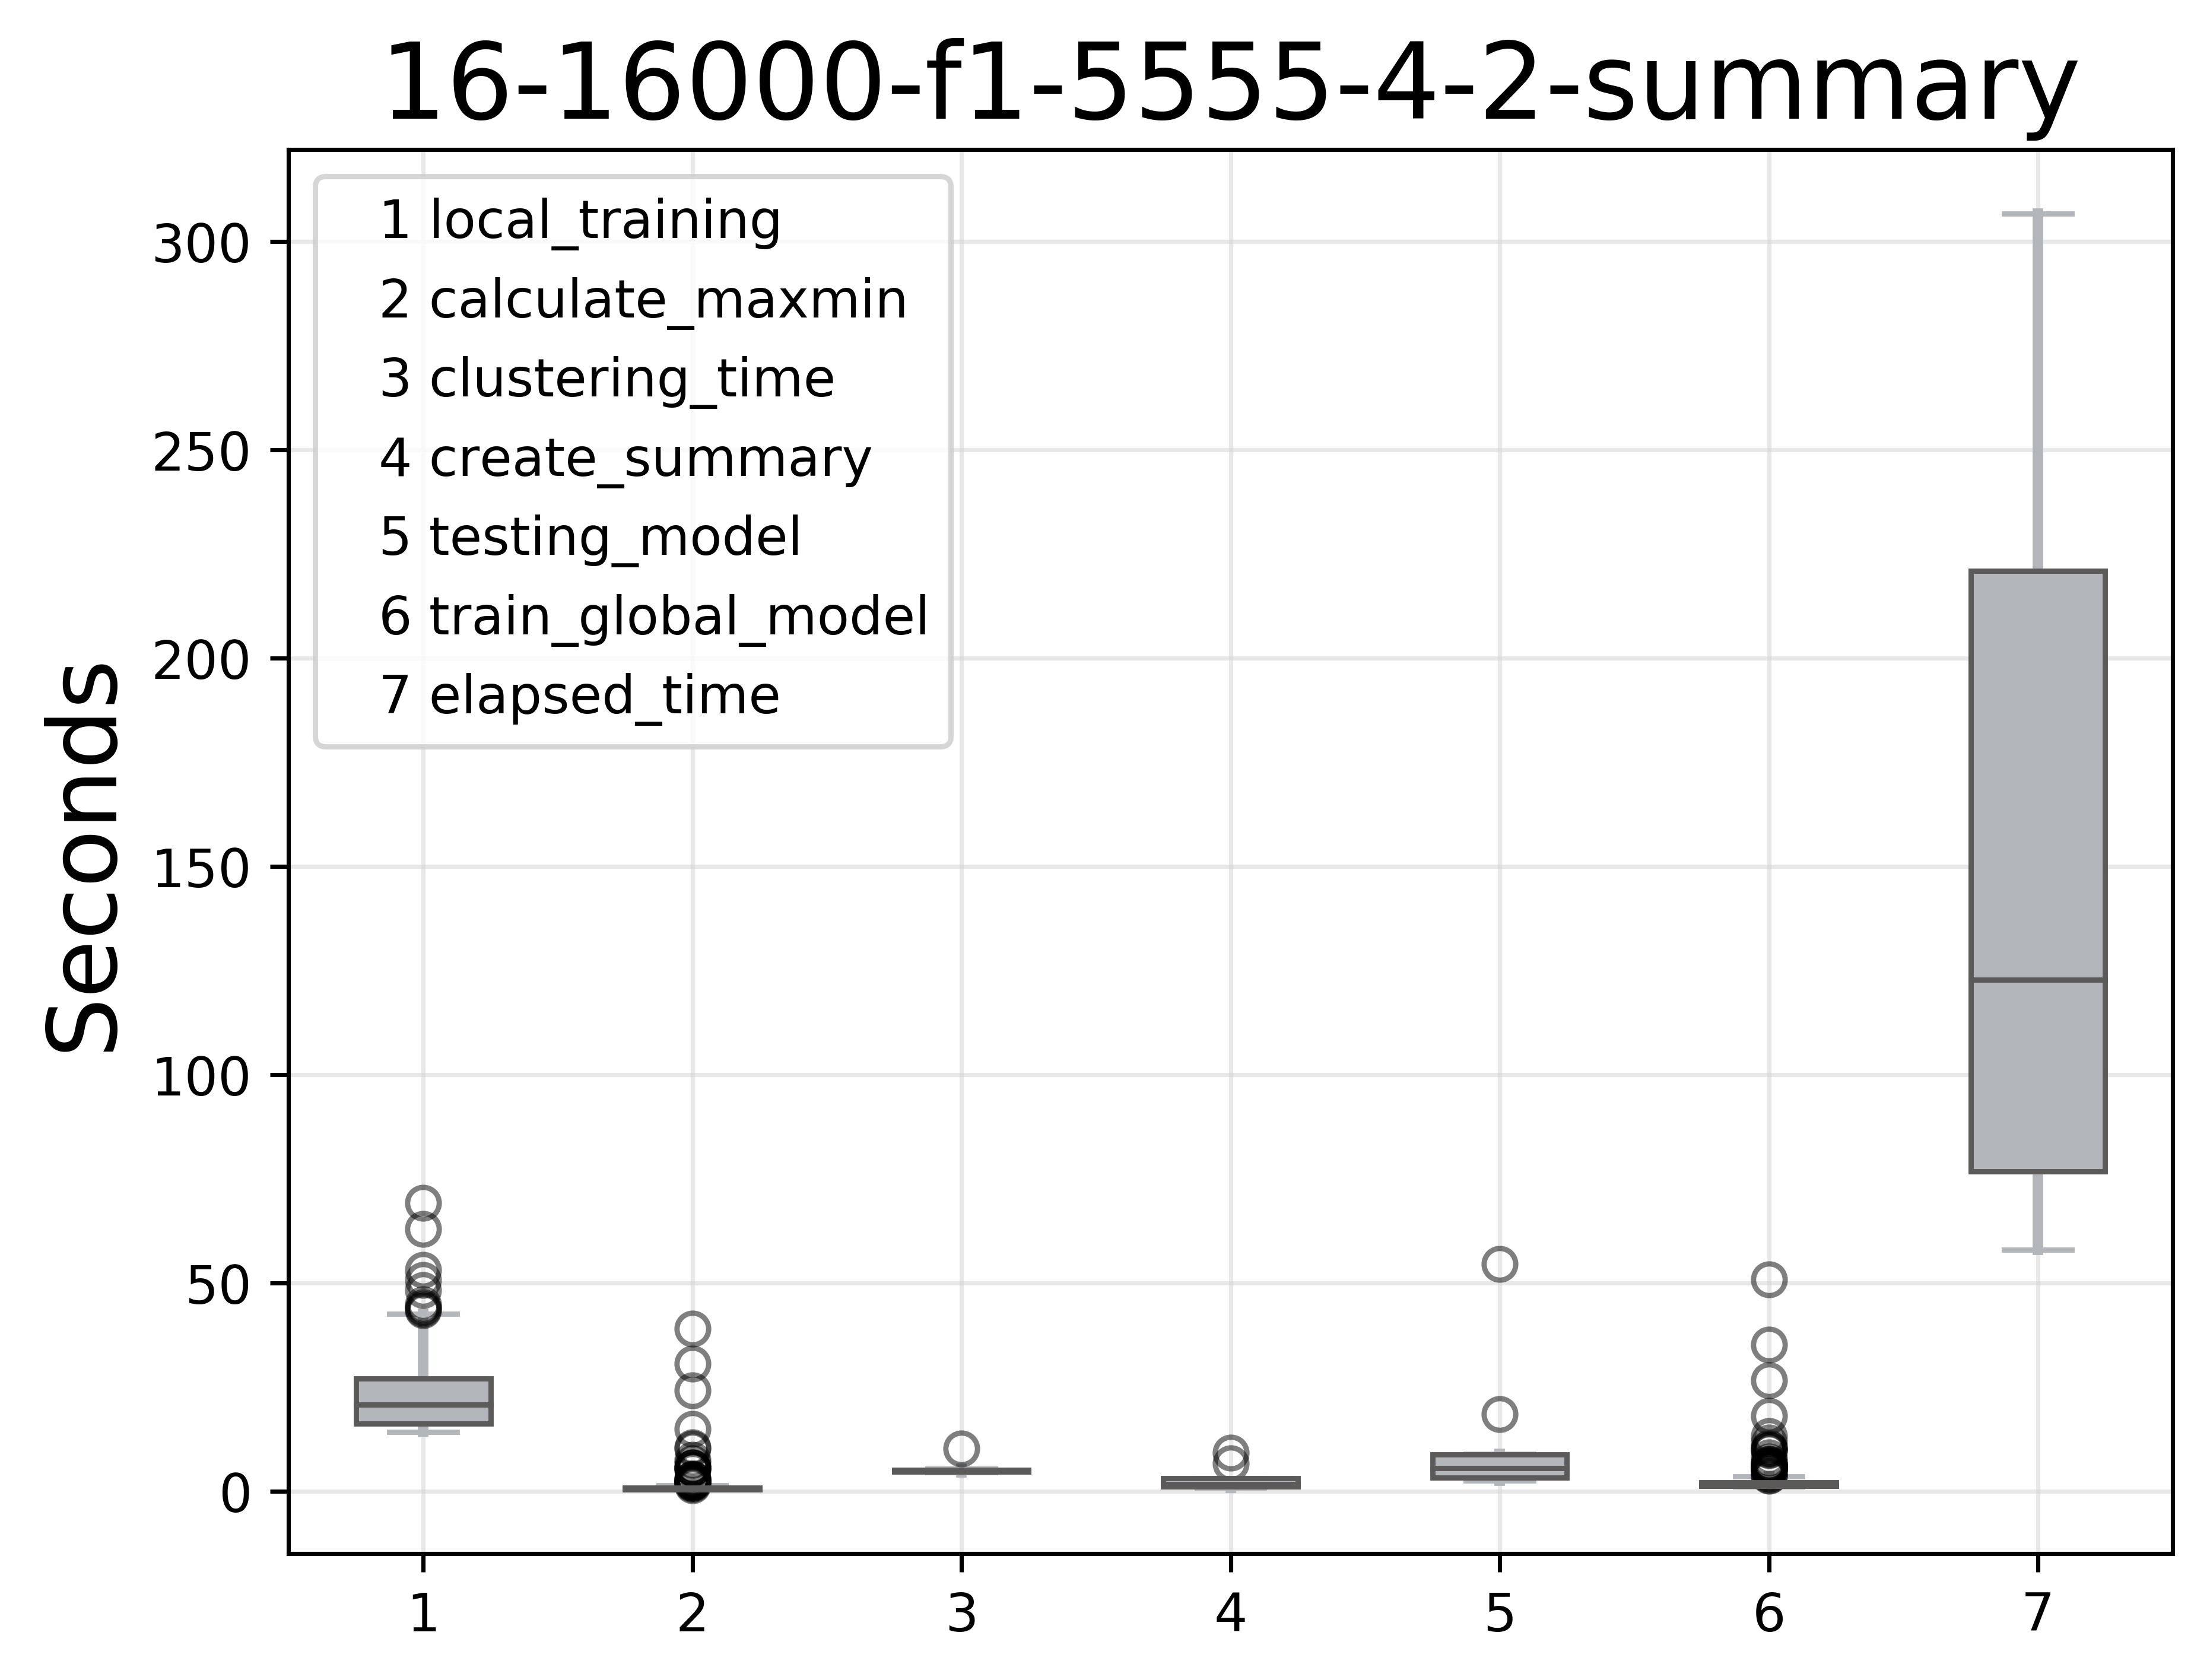 16-16000-f1-5555-4-2-summary
1 local_training
2 calculate_maxmin
3 clustering_time
4 create_summary
5 testing_model
6 train_global_model
7 elapsed_time
Seconds
300
250
200
150
100
50
0
1 2 3 4 5 6 7